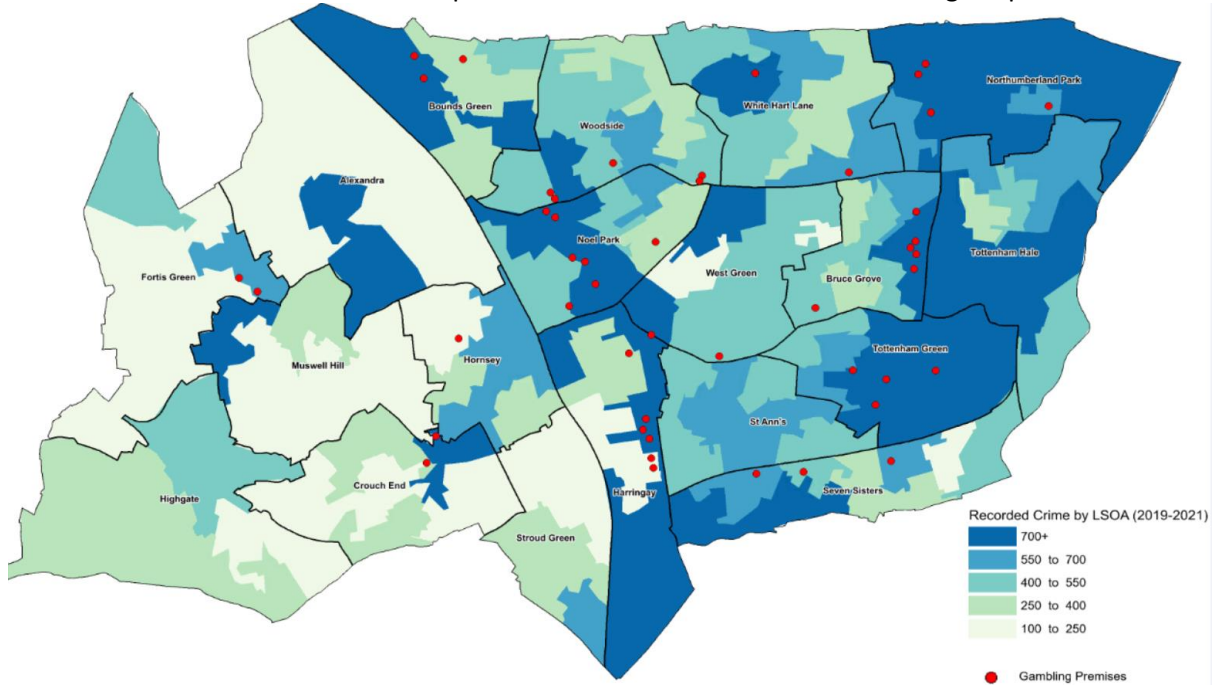 Northumberland Park
Bounds Green
White Hart Lane
Woodside
Alexandra
Noel Park
Tottenham Hale
West Green
Fortis Green
Bruce Grove
Tottenham Green
Hornsey
Muswell Hill
St Ann's
Crouch End
Seven Sisters
Harringay
Highgate
Stroud Green
Recorded Crime by LSOA (2019-2021)
700+
550 to 700
400 to 550
250 to 400
100 to 250
Gambling Premises